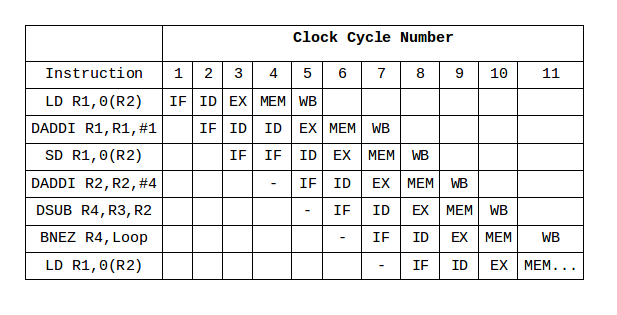 Clock Cycle Number
Instruction 1 2 3 4 5 6 7 8 9 10 11
LD R1,0(R2) IF ID EX MEM WB
DADDI R1,R1,#1 IF ID ID EX MEM WB
SD R1,0(R2) IF IF ID EX MEM WB
DADDI R2,R2,#4 - IF ID EX MEM WB
DSUB R4,R3,R2 - IF ID EX MEM WB
BNEZ R4,Loop - IF ID EX MEM WB
LD R1,0(R2) - IF ID EX MEM...